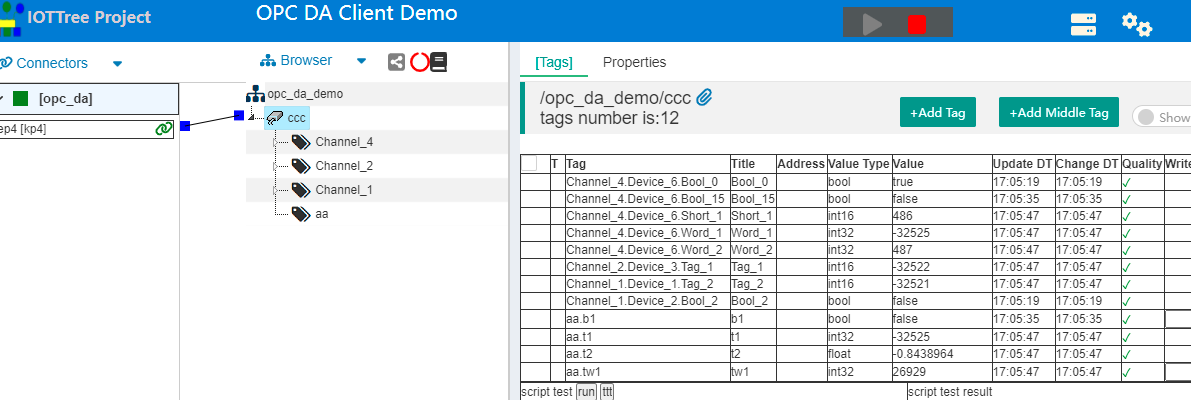 IOTTree Project
OPC DA Client Demo
Connectors
Browser
[Tags] Properties
[opc_da]
ep4 [kp4]
opc_da_demo
ccc
Channel_4
Channel_2
Channel_1
aa
/opc_da_demo/ccc
tags number is:12
+Add Tag
+Add Middle Tag
Show
T Tag Title Address Value Type Value Update DT Change DT Quality Write
Channel_4.Device_6.Bool_0 Bool_0 bool true 17:05:19 17:05:19 ✓
Channel_4.Device_6.Bool_15 Bool_15 bool false 17:05:35 17:05:35 ✓
Channel_4.Device_6.Short_1 Short_1 int16 486 17:05:47 17:05:47 ✓
Channel_4.Device_6.Word_1 Word_1 int32 -32525 17:05:47 17:05:47 ✓
Channel_4.Device_6.Word_2 Word_2 int32 487 17:05:47 17:05:47 ✓
Channel_2.Device_3.Tag_1 Tag_1 int16 -32522 17:05:47 17:05:47 ✓
Channel_1.Device_1.Tag_2 Tag_2 int16 -32521 17:05:47 17:05:47 ✓
Channel_1.Device_2.Bool_2 Bool_2 bool false 17:05:19 17:05:19 ✓
aa.b1 b1 bool false 17:05:35 17:05:35 ✓
aa.t1 t1 int32 -32525 17:05:47 17:05:47 ✓
aa.t2 t2 float -0.8438964 17:05:47 17:05:47 ✓
aa.tw1 tw1 int32 26929 17:05:47 17:05:47 ✓
script test run ttt script test result